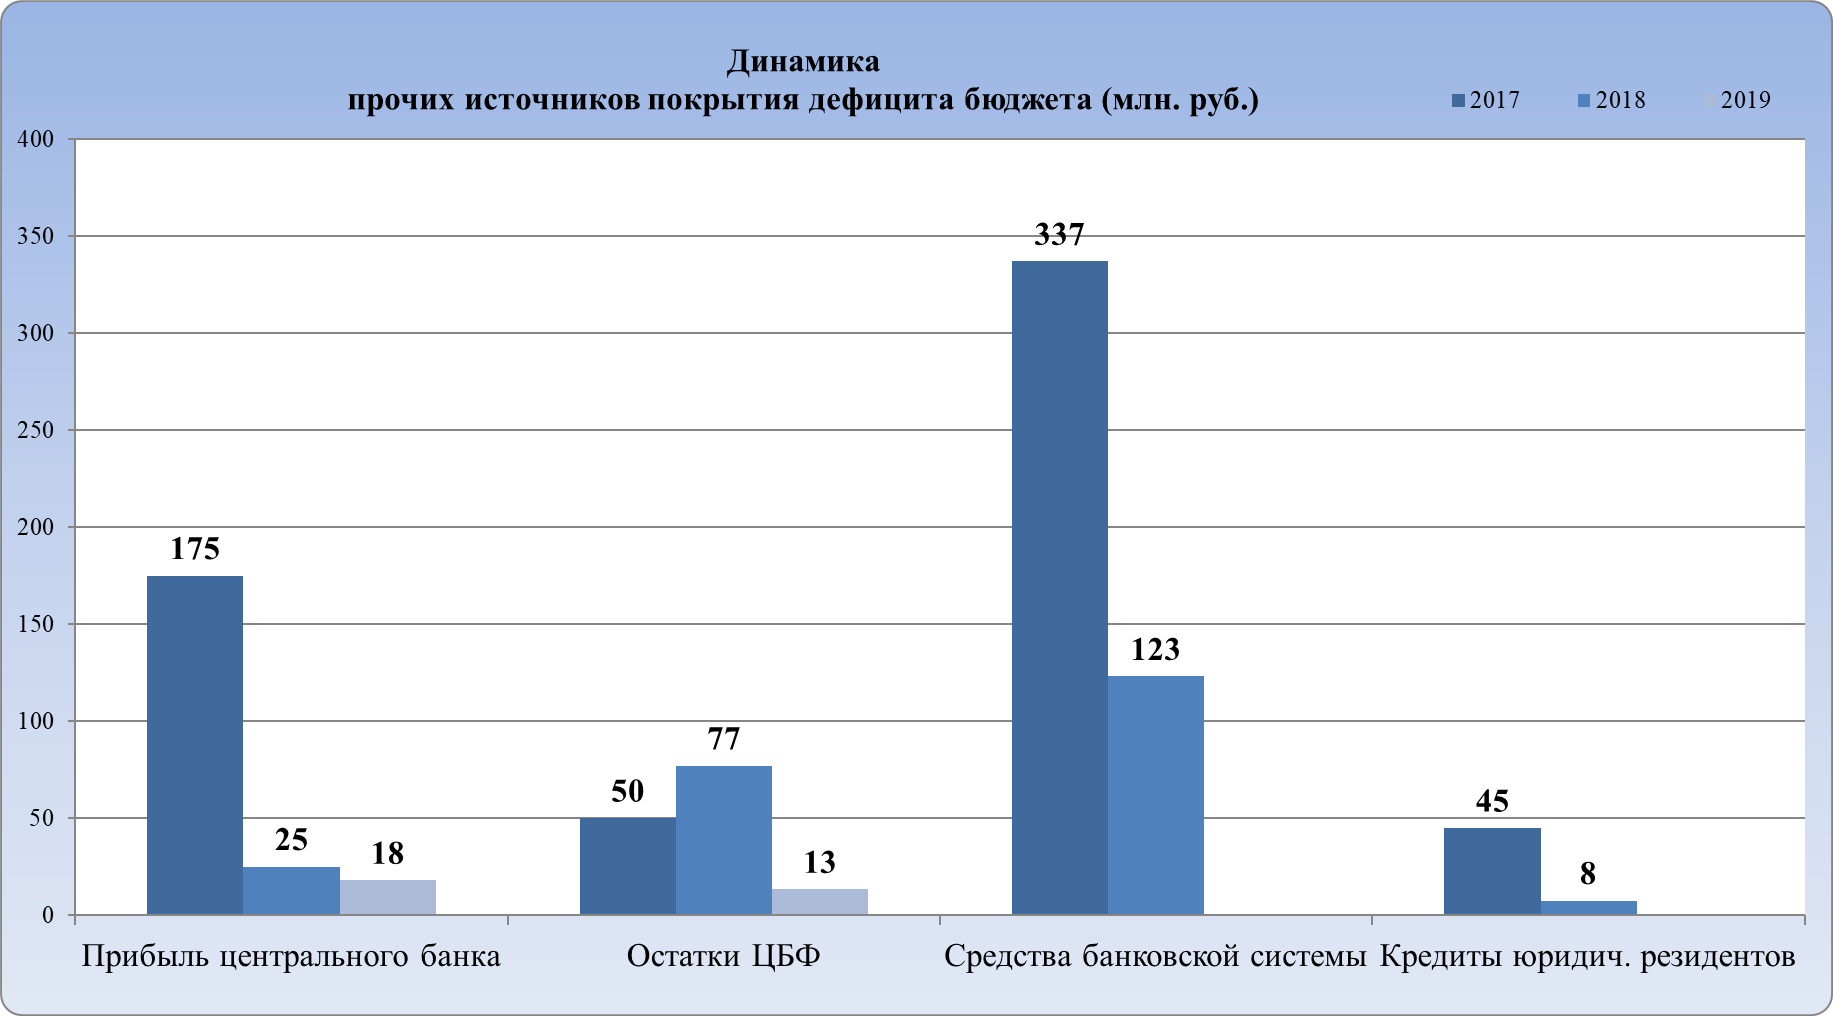 Динамика
прочих источников покрытия дефицита бюджета (млн. руб.)
2017 2018 2019
400
350
337
300
250
200
175
150
123
100
77
50
50
45
25
18
13
8
0
Прибыль центрального банка
Остатки ЦБФ
Средства банковской системы
Кредиты юридич. резидентов